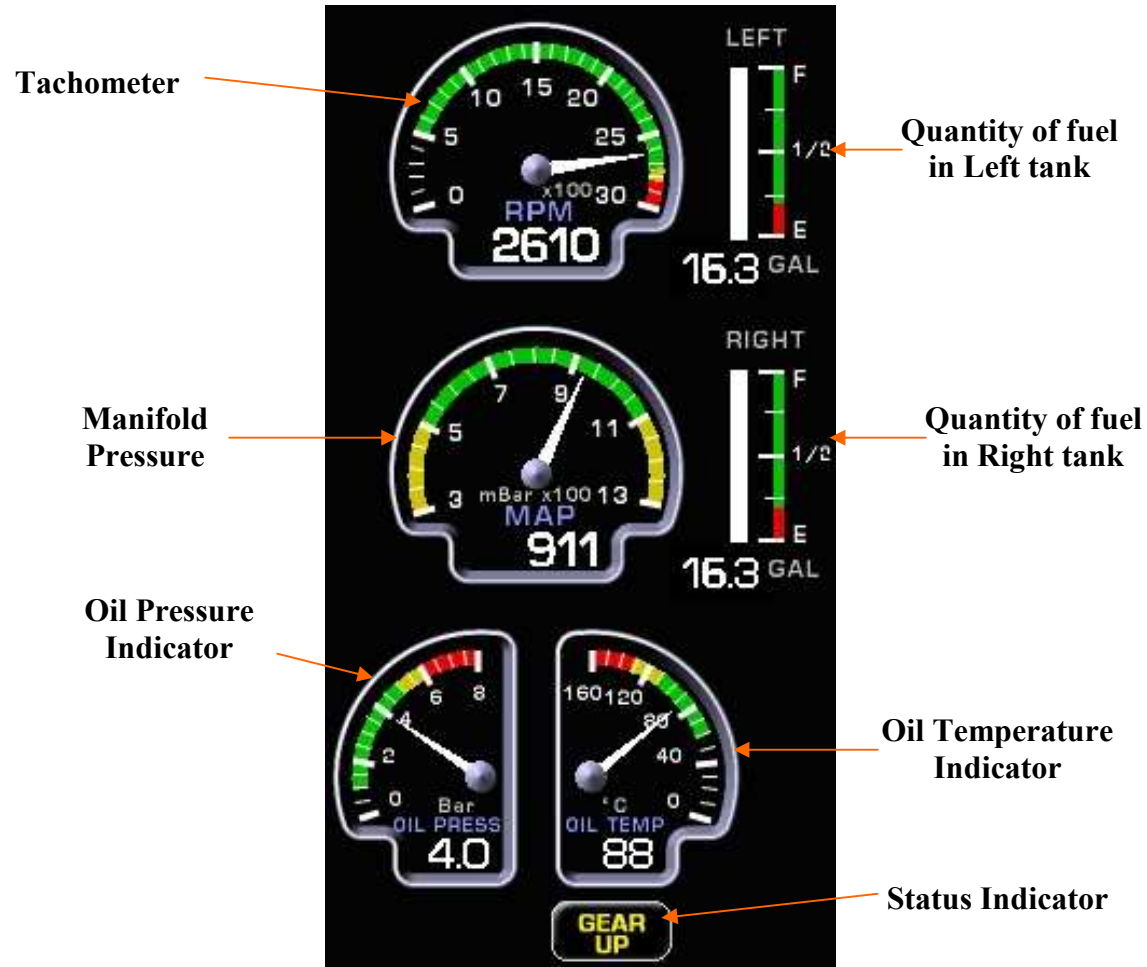 Tachometer
LEFT
F
1/2
E
16.3 GAL
Quantity of fuel
in Left tank
0
5
10
15
20
25
30
x100
RPM
2610
Manifold
Pressure
3
5
7
9
11
13
mBar x100
MAP
911
RIGHT
F
1/2
E
16.3 GAL
Quantity of fuel
in Right tank
Oil Pressure
Indicator
0
2
4
6
8
Bar
OIL PRESS
4.0
160
120
80
40
0
°C
OIL TEMP
88
Oil Temperature
Indicator
GEAR
UP
Status Indicator